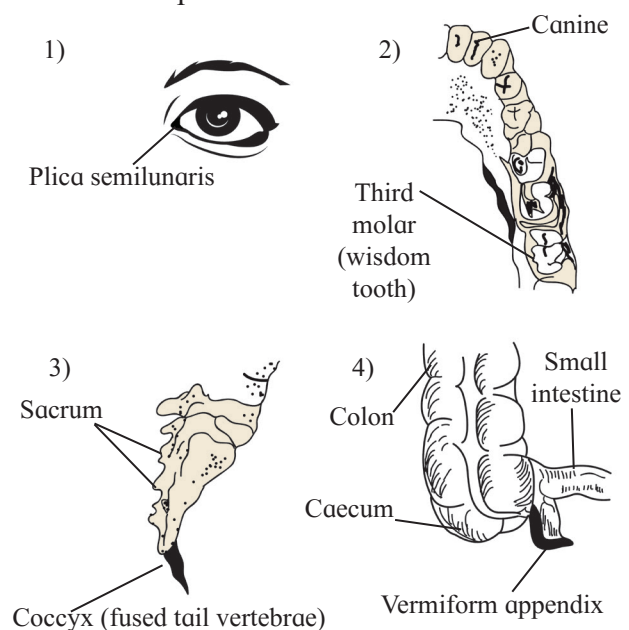 1)
Plica semilunaris
2)
Canine
Third
molar
(wisdom
tooth)
3)
Sacrum
Coccyx (fused tail vertebrae)
4)
Small
intestine
Colon
Caecum
Vermiform appendix